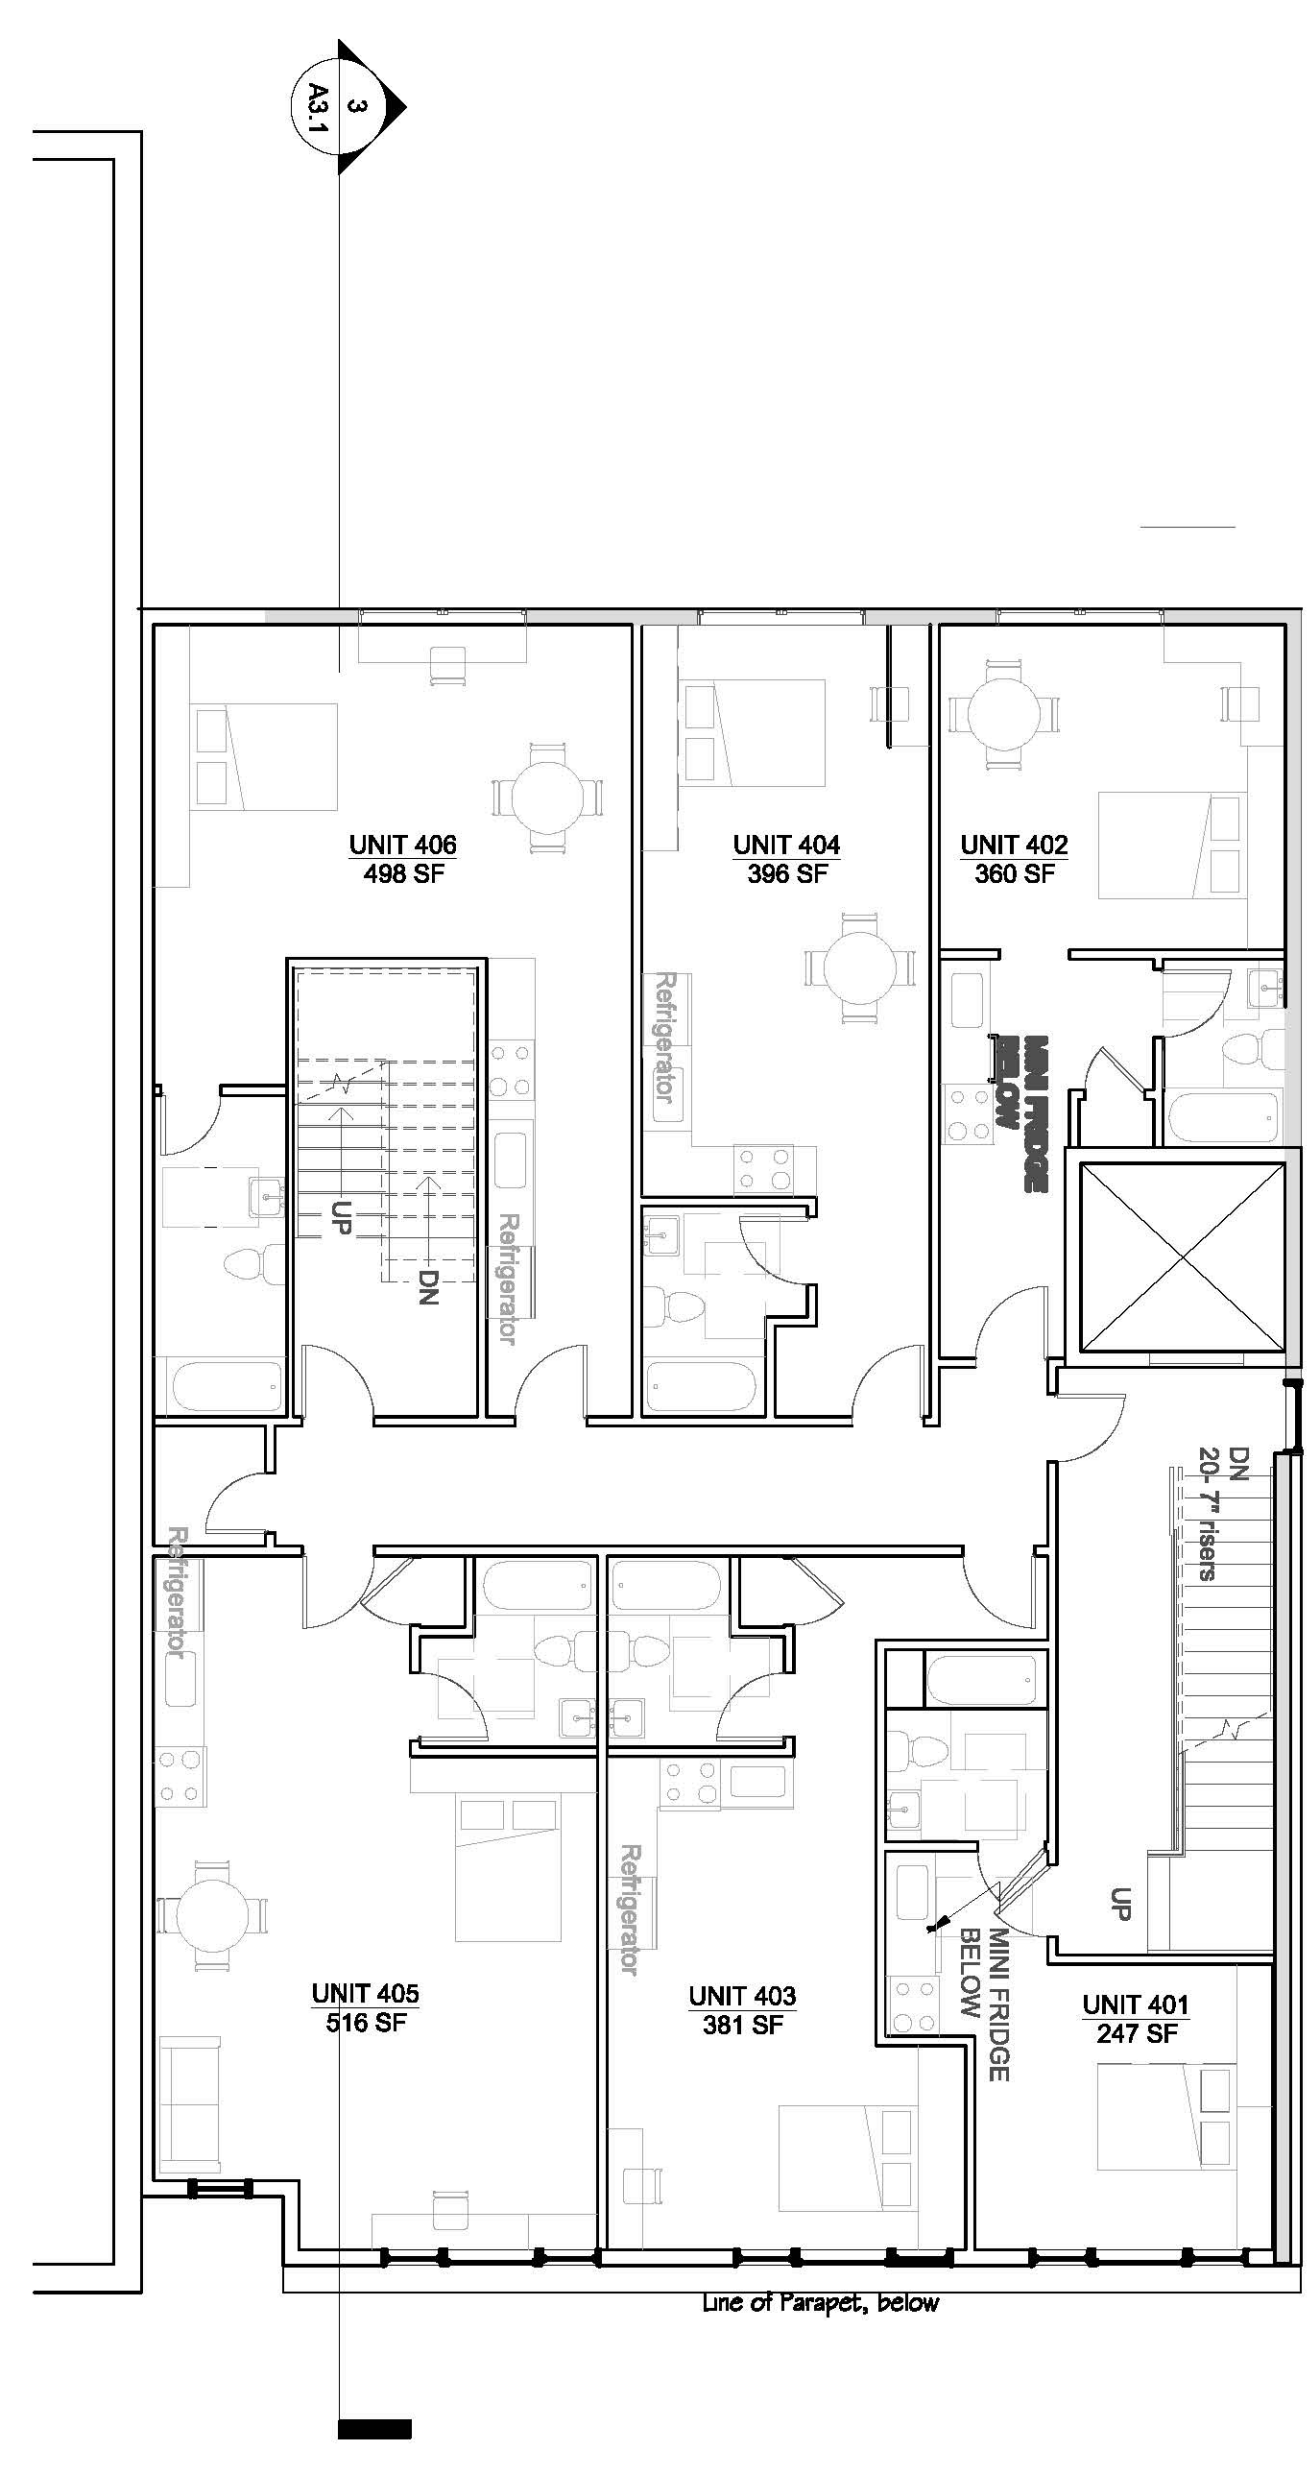 3
A3.1
UNIT 406
498 SF
UNIT 404
396 SF
UNIT 402
360 SF
Refrigerator
MINI FRIDGE
BELOW
UP
DN
Refrigerator
DN
20- 7" risers
Refrigerator
Refrigerator
UP
MINI FRIDGE
BELOW
UNIT 405
516 SF
UNIT 403
381 SF
UNIT 401
247 SF
Line of Parapet, below